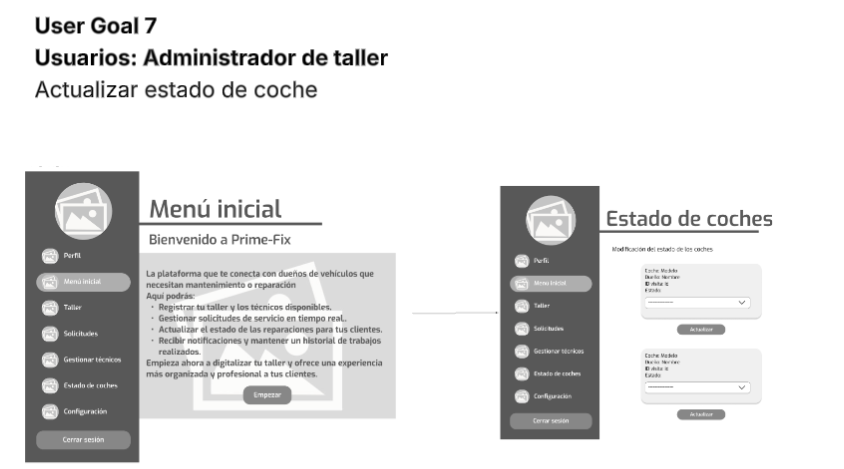 User Goal 7
Usuarios: Administrador de taller
Actualizar estado de coche
Menú inicial
Bienvenido a Prime-Fix
Perfil
Menú inicial
Taller
Solicitudes
Gestionar técnicos
Estado de coches
Configuración
Cerrar sesión
La plataforma que te conecta con dueños de vehículos que
necesitan mantenimiento o reparación
Aquí podrás:
• Registrar tu taller y los técnicos disponibles.
• Gestionar solicitudes de servicio en tiempo real.
• Actualizar el estado de las reparaciones para tus clientes.
• Recibir notificaciones y mantener un historial de trabajos
realizados.
Empieza ahora a digitalizar tu taller y ofrece una experiencia
más organizada y profesional a tus clientes.
Empezar
Estado de coches
Perfil
Menú inicial
Taller
Solicitudes
Gestionar técnicos
Estado de coches
Configuración
Cerrar sesión
Modificación del estado de los coches
Coche: Modelo
Dueño: Nombre
ID visita: id
Estado:
Actualizar
Coche: Modelo
Dueño: Nombre
ID visita: id
Estado:
Actualizar